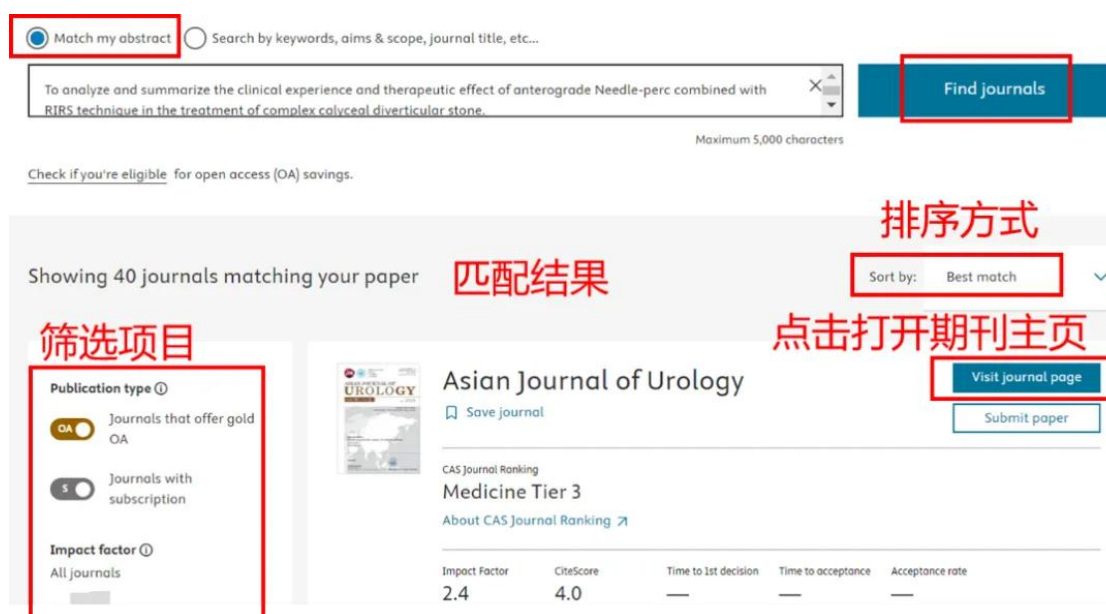 Match my abstract Search by keywords, aims & scope, journal title, etc...
To analyze and summarize the clinical experience and therapeutic effect of anterograde Needle-perc combined with
RIRS technique in the treatment of complex calyceal diverticular stone.
Find journals
Maximum 5,000 characters
Check if you're eligible for open access (OA) savings.
排序方式
Showing 40 journals matching your paper
匹配结果
Sort by: Best match
筛选项目
点击打开期刊主页
Publication type
OA
Journals that offer gold
OA
S
Journals with
subscription
Impact factor
All journals
UROLOGY
Asian Journal of Urology
Visit journal page
Save journal
Submit paper
CAS Journal Ranking
Medicine Tier 3
About CAS Journal Ranking
Impact Factor CiteScore Time to 1st decision Time to acceptance Acceptance rate
2.4 4.0 — — —